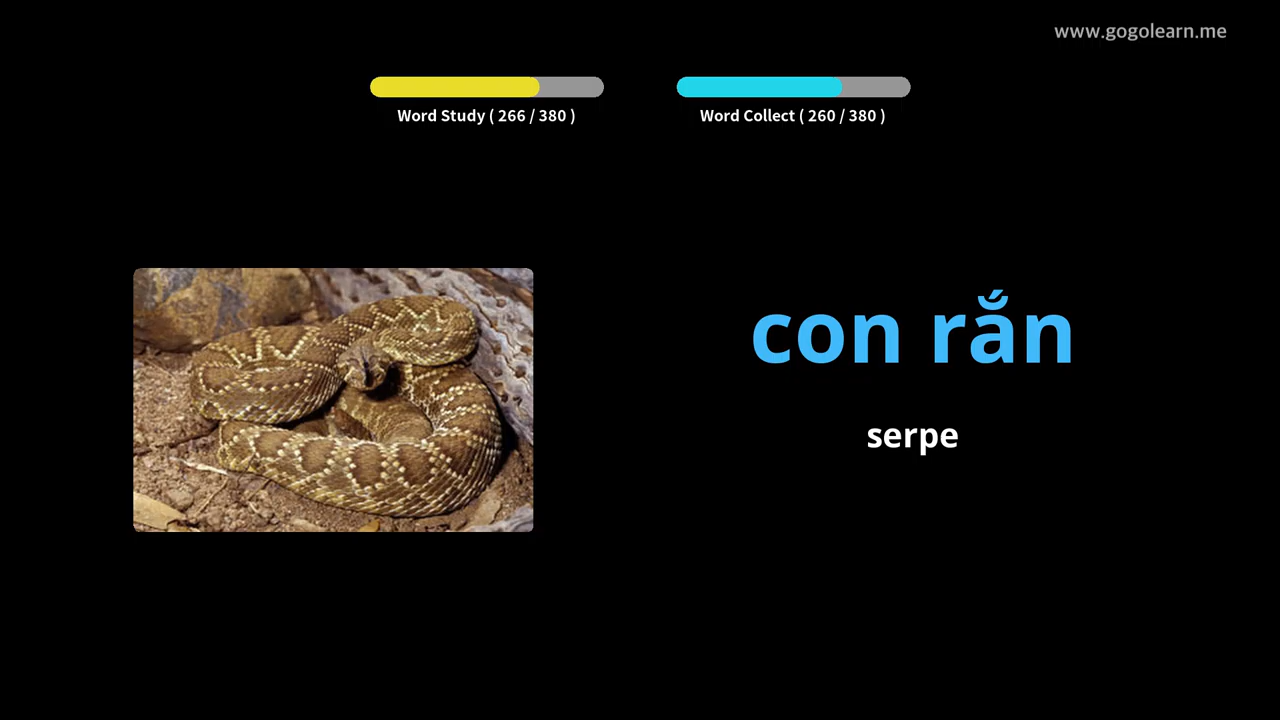 www.gogolearn.me
Word Study ( 266 / 380 )
Word Collect ( 260 / 380 )
con rắn
serpe